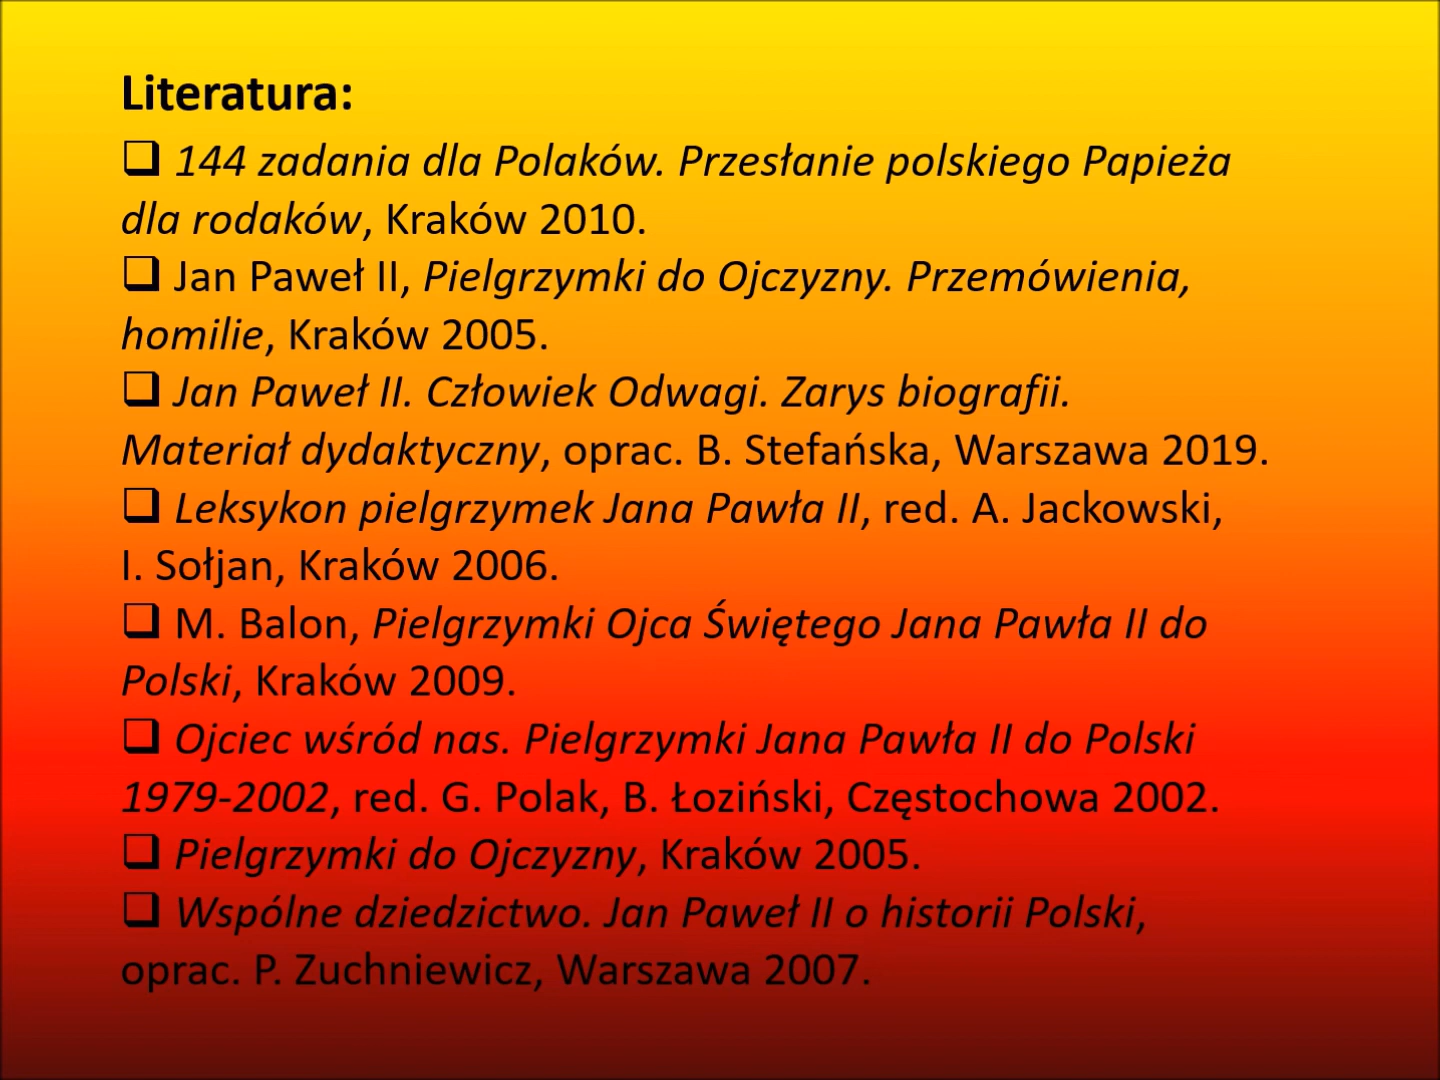 Literatura:
❑ 144 zadania dla Polaków. Przesłanie polskiego Papieża
dla rodaków, Kraków 2010.
❑ Jan Paweł II, Pielgrzymki do Ojczyzny. Przemówienia,
homilie, Kraków 2005.
❑ Jan Paweł II. Człowiek Odwagi. Zarys biografii.
Materiał dydaktyczny, oprac. B. Stefańska, Warszawa 2019.
❑ Leksykon pielgrzymek Jana Pawła II, red. A. Jackowski,
I. Sołjan, Kraków 2006.
❑ M. Balon, Pielgrzymki Ojca Świętego Jana Pawła II do
Polski, Kraków 2009.
❑ Ojciec wśród nas. Pielgrzymki Jana Pawła II do Polski
1979-2002, red. G. Polak, B. Łoziński, Częstochowa 2002.
❑ Pielgrzymki do Ojczyzny, Kraków 2005.
❑ Wspólne dziedzictwo. Jan Paweł II o historii Polski,
oprac. P. Zuchniewicz, Warszawa 2007.